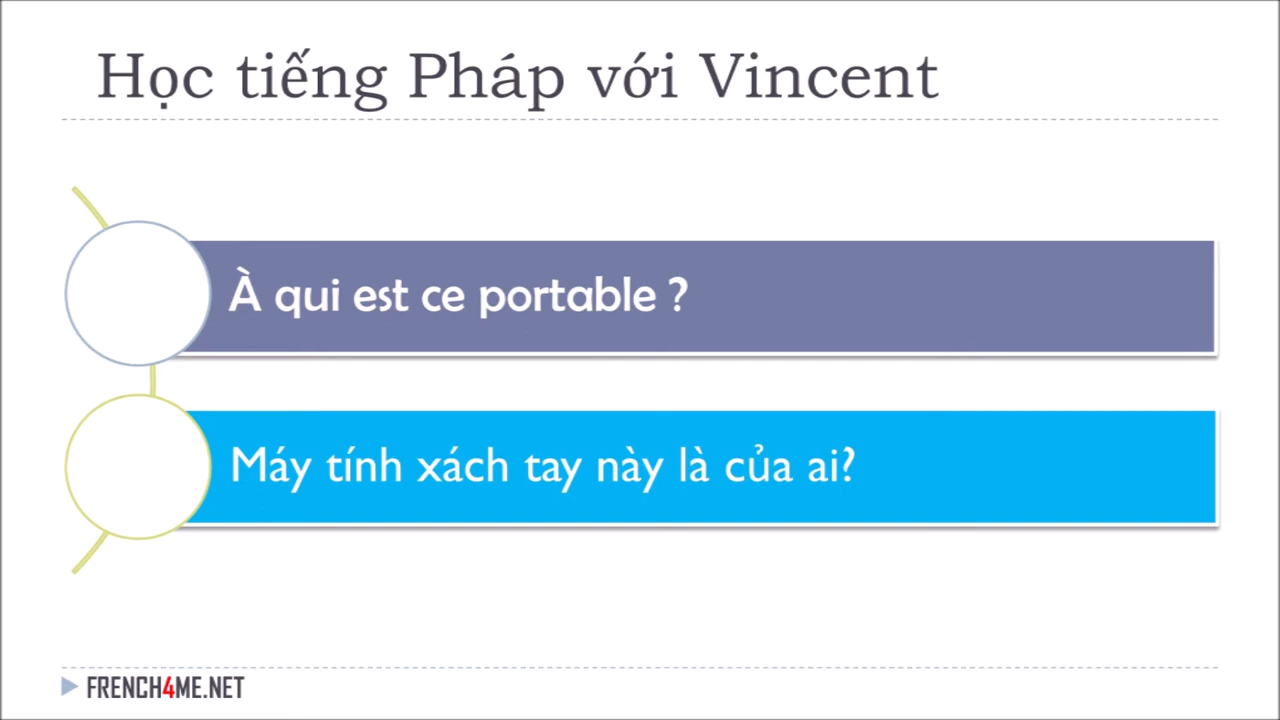 Học tiếng Pháp với Vincent
À qui est ce portable ?
Máy tính xách tay này là của ai?
FRENCH4ME.NET